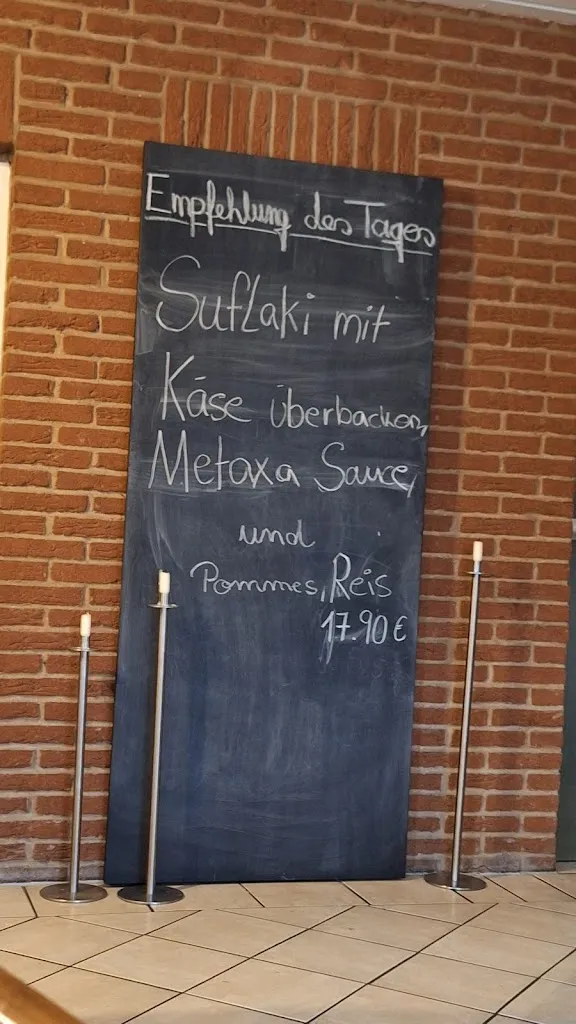 Empfehlung des Tages
Suflaki mit
Käse überbacken,
Metaxa Sauce,
und
Pommes, Reis
17.90 €